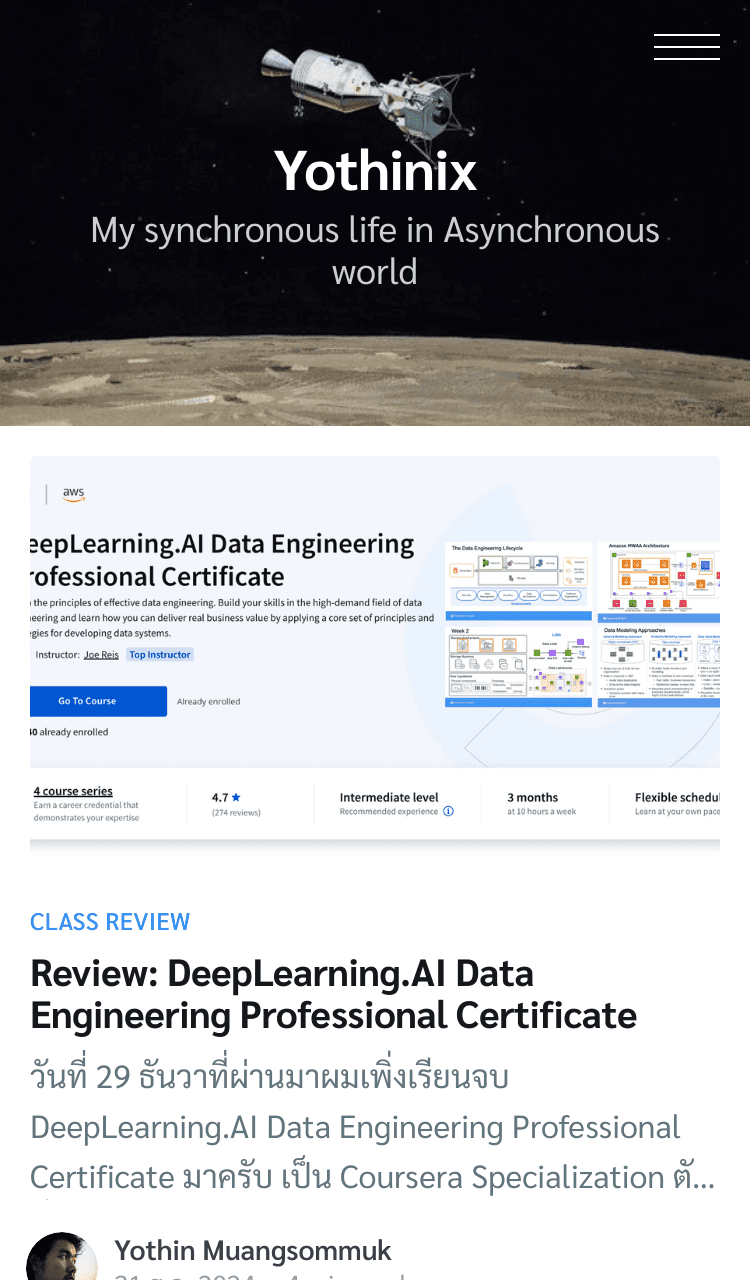 Yothinix
My synchronous life in Asynchronous
world
aws
eepLearning.AI Data Engineering
rofessional Certificate
the principles of effective data engineering. Build your skills in the high-demand field of data
eering and learn how you can deliver real business value by applying a core set of principles and
gies for developing data systems.
Instructor: Joe Reis Top Instructor
Go To Course
Already enrolled
already enrolled
The Data Engineering Lifecycle
Amazon MWAA Architecture
Week 2
Data Modeling Approaches
4 course series
Earn a career credential that
demonstrates your expertise
4.7
(274 reviews)
Intermediate level
Recommended experience
3 months
at 10 hours a week
Flexible schedul
Learn at your own pace
CLASS REVIEW
Review: DeepLearning.AI Data
Engineering Professional Certificate
วันที่ 29 ธันวาที่ผ่านมาผมเพิ่งเรียนจบ
DeepLearning.AI Data Engineering Professional
Certificate มาครับ เป็น Coursera Specialization ตั...
Yothin Muangsommuk